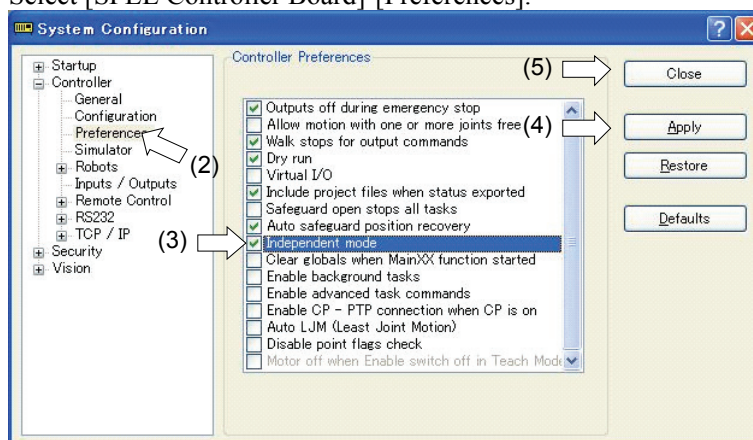 Select [SPEL Controller Board]-[Preferences].
System Configuration
Startup
Controller
General
Configuration
Preferences
Simulator
Robots
Inputs / Outputs
Remote Control
RS232
TCP / IP
Security
Vision
(2)
Controller Preferences
Outputs off during emergency stop
Allow motion with one or more joints free
Walk stops for output commands
Dry run
Virtual I/O
Include project files when status exported
Safeguard open stops all tasks
Auto safeguard position recovery
(3)
Independent mode
Clear globals when MainXX function started
Enable background tasks
Enable advanced task commands
Enable CP - PTP connection when CP is on
Auto LJM (Least Joint Motion)
Disable point flags check
Motor off when Enable switch off in Teach Mode
(5)
Close
(4)
Apply
Restore
Defaults